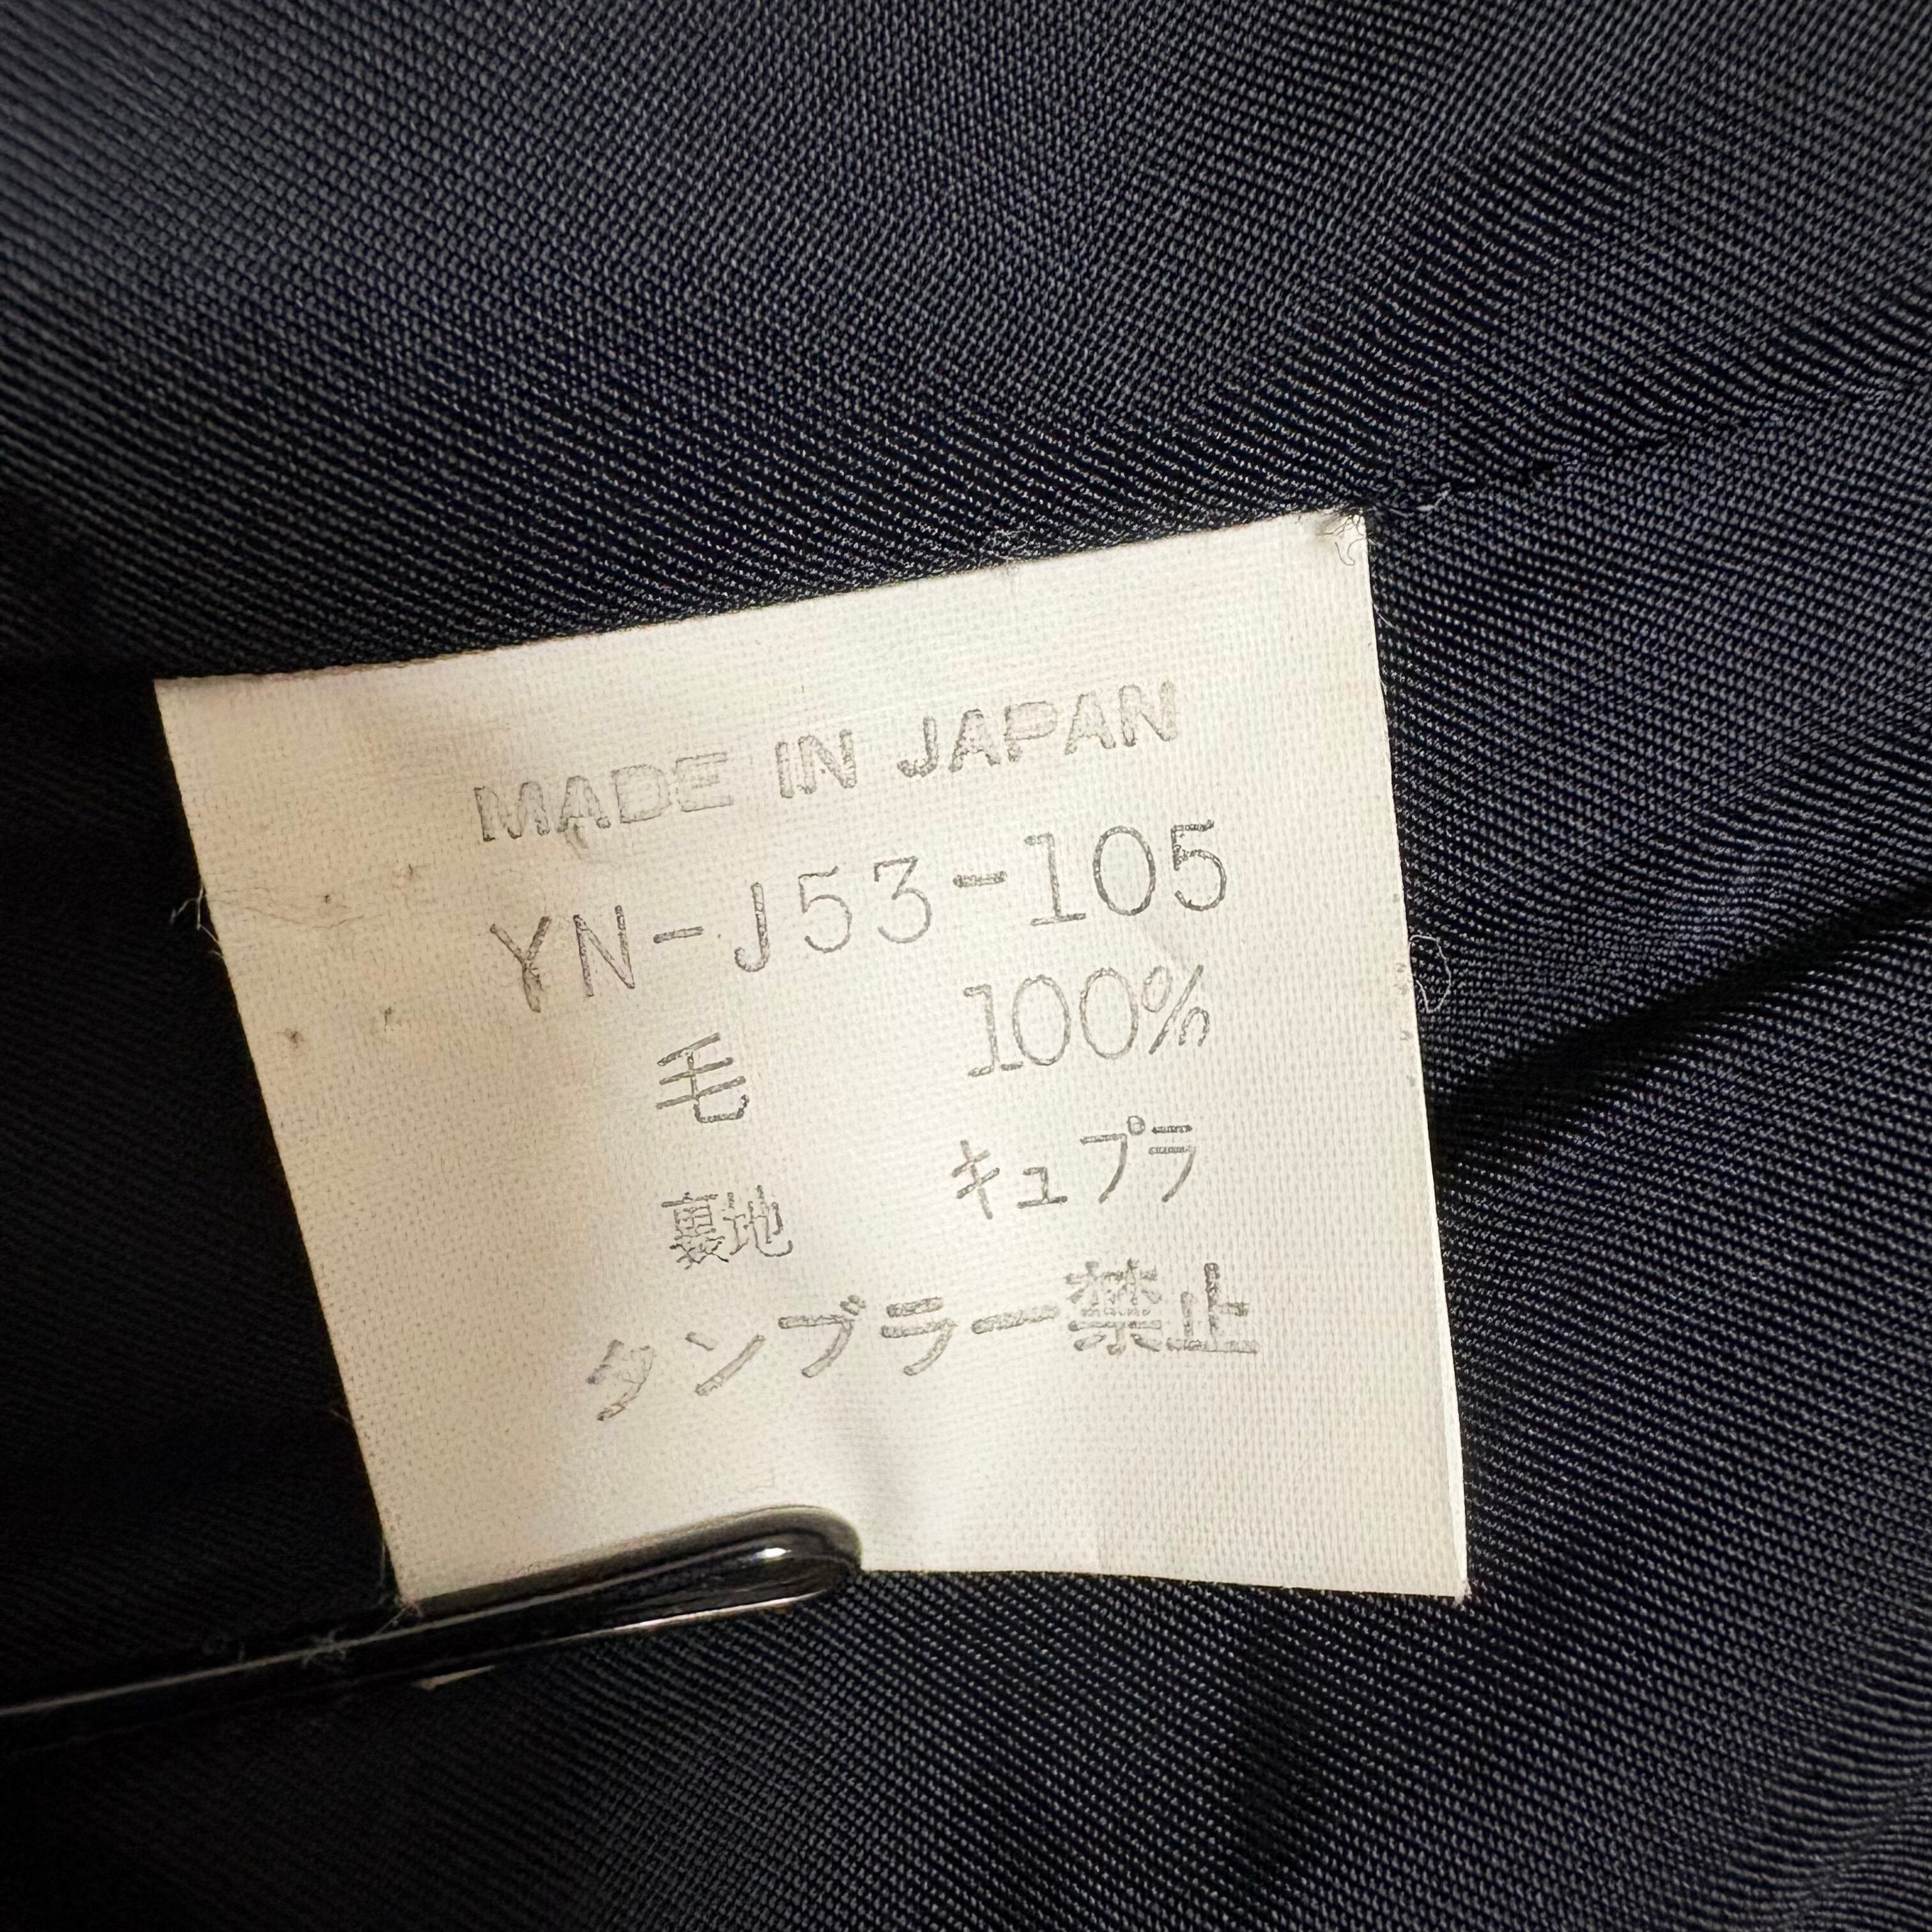 MADE IN JAPAN
YN-J53-105
毛 100%
裏地 キュプラ
タンブラー禁止